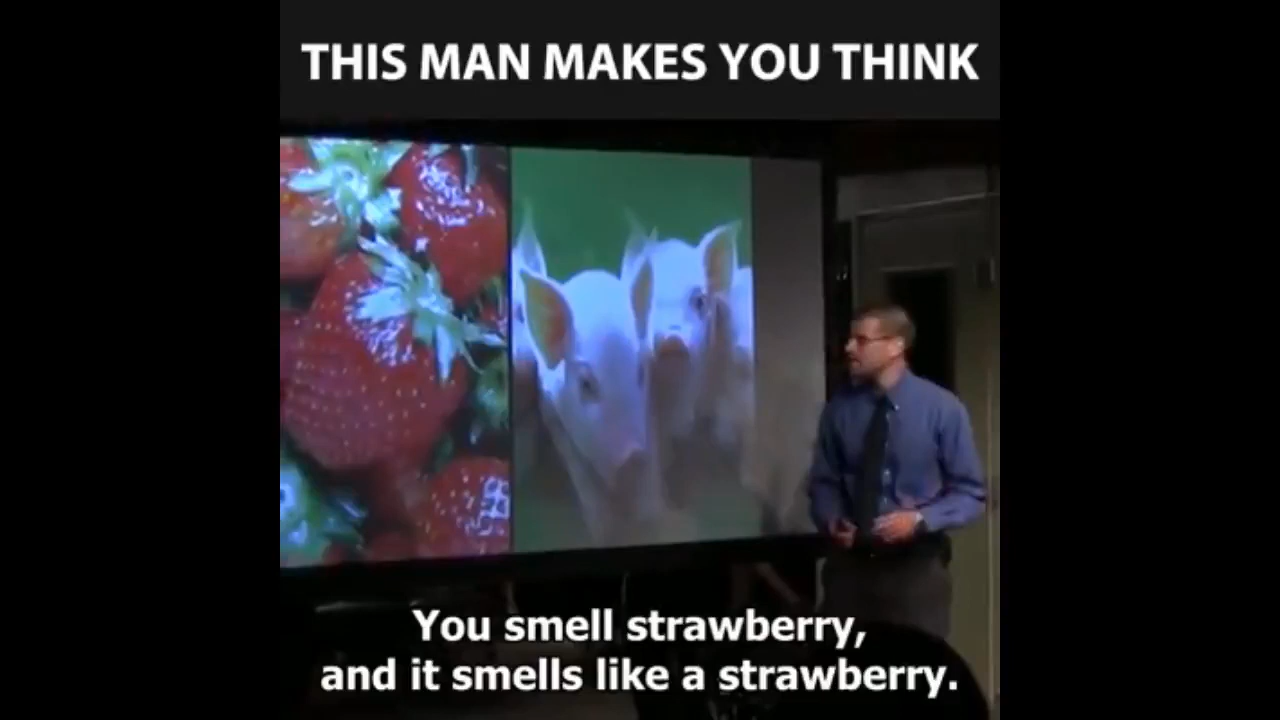 THIS MAN MAKES YOU THINK
You smell strawberry,
and it smells like a strawberry.